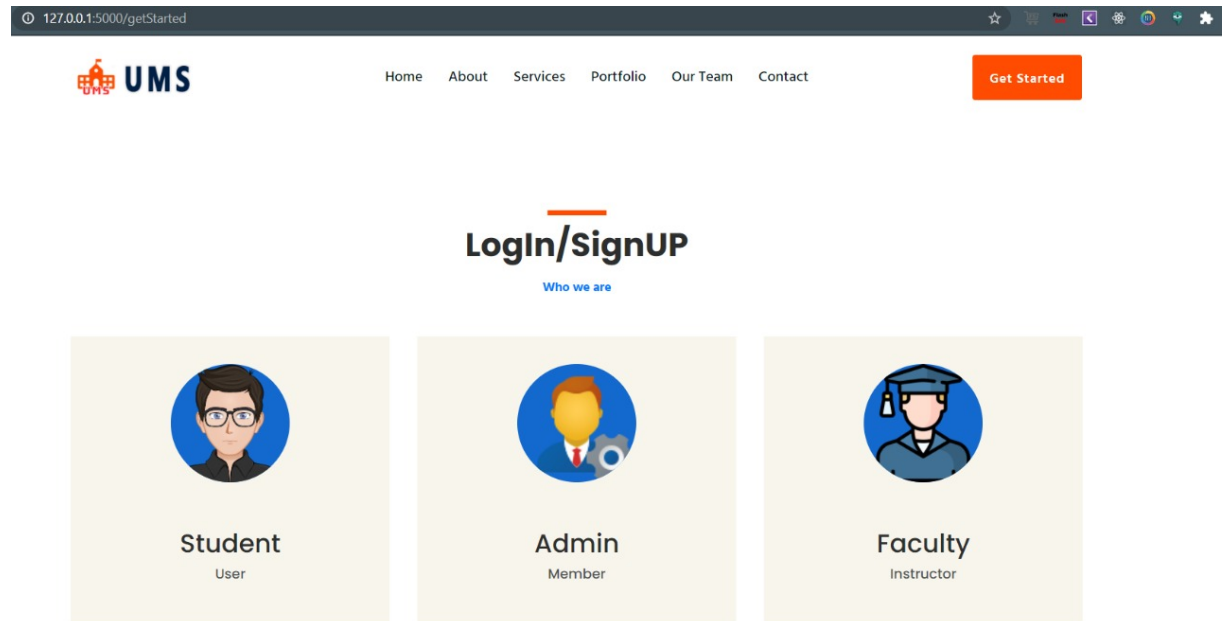 127.0.0.1:5000/getStarted
UMS UMS
Home About Services Portfolio Our Team Contact
Get Started
LogIn/SignUP
Who we are
Student
User
Admin
Member
Faculty
Instructor